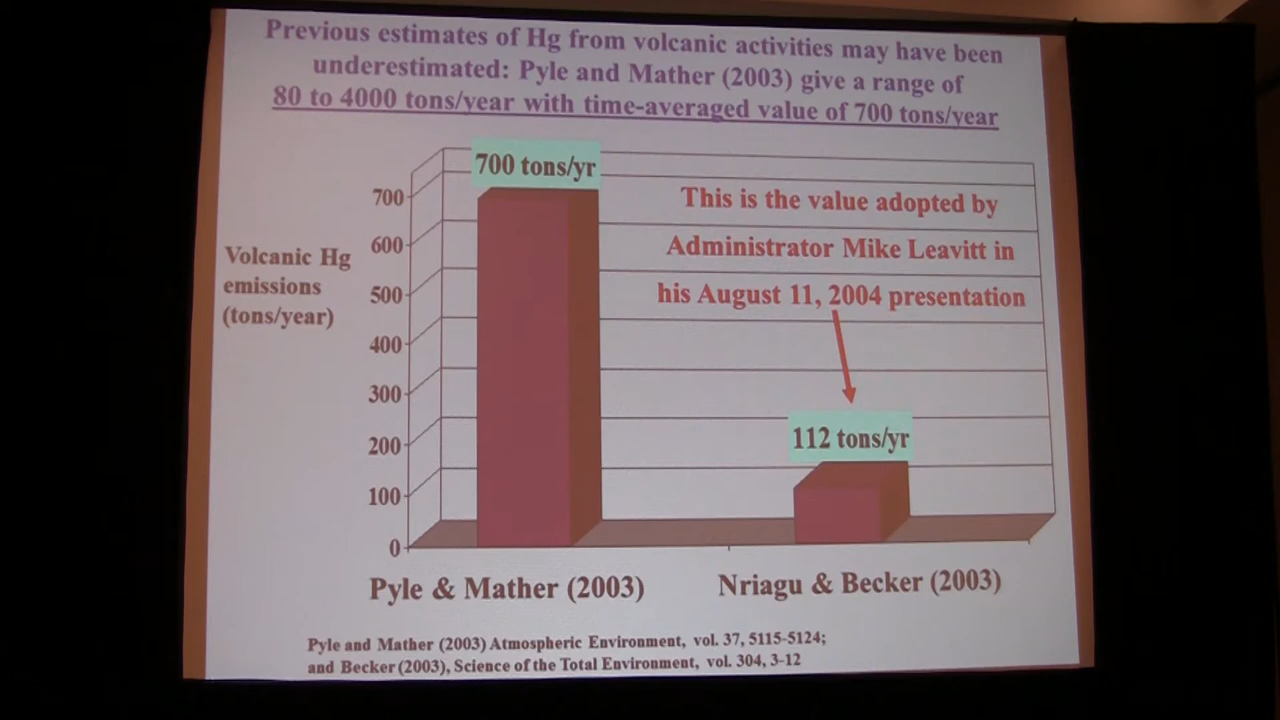 Previous estimates of Hg from volcanic activities may have been
underestimated: Pyle and Mather (2003) give a range of
80 to 4000 tons/year with time-averaged value of 700 tons/year
700 tons/yr
This is the value adopted by
Administrator Mike Leavitt in
his August 11, 2004 presentation
Volcanic Hg
emissions
(tons/year)
700
600
500
400
300
200
100
0
112 tons/yr
Pyle & Mather (2003)
Nriagu & Becker (2003)
Pyle and Mather (2003) Atmospheric Environment, vol. 37, 5115-5124;
and Becker (2003), Science of the Total Environment, vol. 304, 3-12